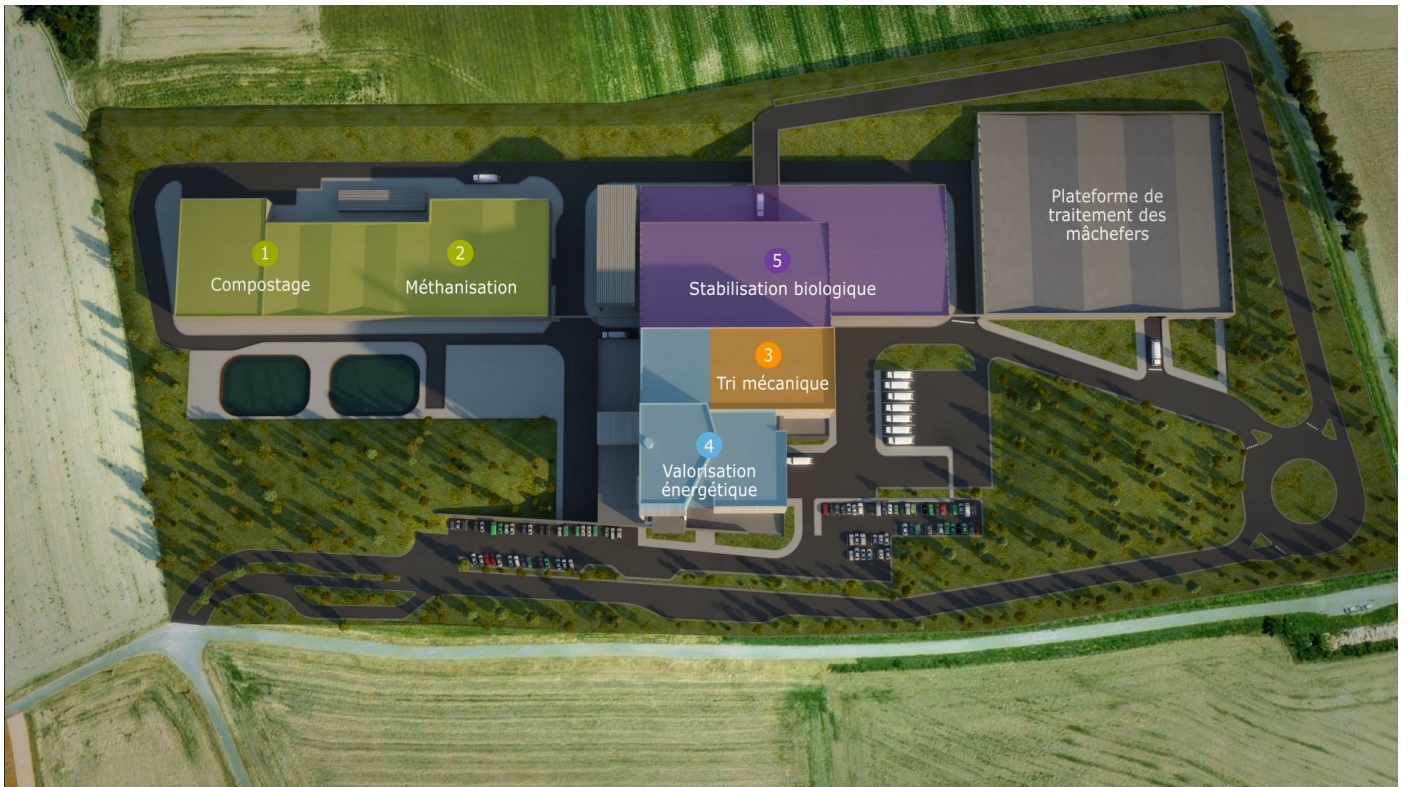 1
Compostage
2
Méthanisation
5
Stabilisation biologique
Plateforme de
traitement des
mâchefers
3
Tri mécanique
4
Valorisation
énergétique